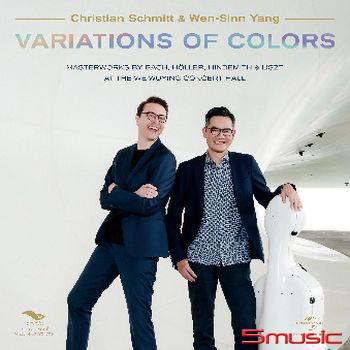 Christian Schmitt & Wen-Sinn Yang
VARIATIONS OF COLORS
MASTERWORKS BY BACH, HÖLLER, HINDEMITH & LISZT
AT THE WEIWUYING CONCERT HALL
5music